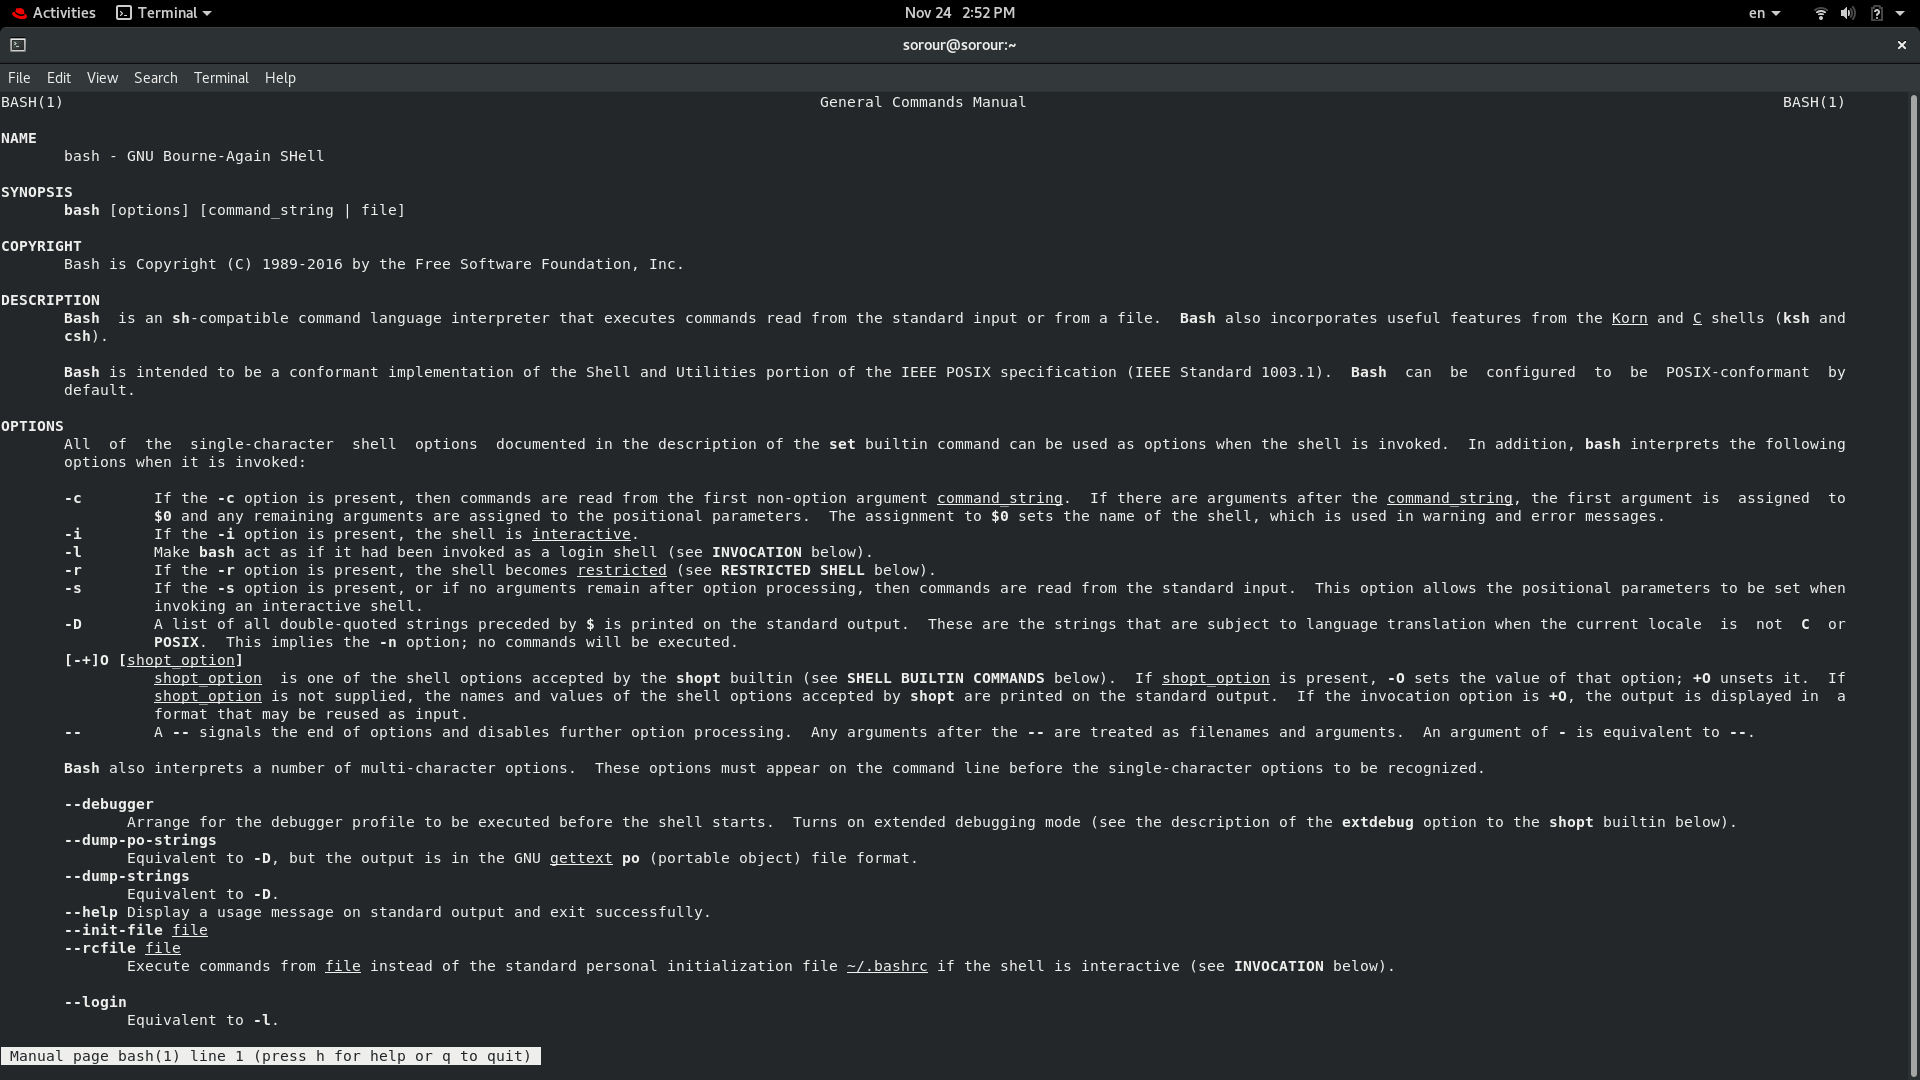 Activities Terminal Nov 24 2:52 PM en
sorour@sorour:~
File Edit View Search Terminal Help
BASH(1) General Commands Manual BASH(1)
NAME
bash - GNU Bourne-Again SHell
SYNOPSIS
bash [options] [command_string | file]
COPYRIGHT
Bash is Copyright (C) 1989-2016 by the Free Software Foundation, Inc.
DESCRIPTION
Bash is an sh-compatible command language interpreter that executes commands read from the standard input or from a file. Bash also incorporates useful features from the Korn and C shells (ksh and
csh).
Bash is intended to be a conformant implementation of the Shell and Utilities portion of the IEEE POSIX specification (IEEE Standard 1003.1). Bash can be configured to be POSIX-conformant by
default.
OPTIONS
All of the single-character shell options documented in the description of the set builtin command can be used as options when the shell is invoked. In addition, bash interprets the following
options when it is invoked:
-c If the -c option is present, then commands are read from the first non-option argument command_string. If there are arguments after the command_string, the first argument is assigned to
$0 and any remaining arguments are assigned to the positional parameters. The assignment to $0 sets the name of the shell, which is used in warning and error messages.
-i If the -i option is present, the shell is interactive.
-l Make bash act as if it had been invoked as a login shell (see INVOCATION below).
-r If the -r option is present, the shell becomes restricted (see RESTRICTED SHELL below).
-s If the -s option is present, or if no arguments remain after option processing, then commands are read from the standard input. This option allows the positional parameters to be set when
invoking an interactive shell.
-D A list of all double-quoted strings preceded by $ is printed on the standard output. These are the strings that are subject to language translation when the current locale is not C or
POSIX. This implies the -n option; no commands will be executed.
[-+]O [shopt_option]
shopt_option is one of the shell options accepted by the shopt builtin (see SHELL BUILTIN COMMANDS below). If shopt_option is present, -O sets the value of that option; +O unsets it. If
shopt_option is not supplied, the names and values of the shell options accepted by shopt are printed on the standard output. If the invocation option is +O, the output is displayed in a
format that may be reused as input.
-- A -- signals the end of options and disables further option processing. Any arguments after the -- are treated as filenames and arguments. An argument of - is equivalent to --.
Bash also interprets a number of multi-character options. These options must appear on the command line before the single-character options to be recognized.
--debugger
Arrange for the debugger profile to be executed before the shell starts. Turns on extended debugging mode (see the description of the extdebug option to the shopt builtin below).
--dump-po-strings
Equivalent to -D, but the output is in the GNU gettext po (portable object) file format.
--dump-strings
Equivalent to -D.
--help Display a usage message on standard output and exit successfully.
--init-file file
--rcfile file
Execute commands from file instead of the standard personal initialization file ~/.bashrc if the shell is interactive (see INVOCATION below).
--login
Equivalent to -l.
Manual page bash(1) line 1 (press h for help or q to quit)